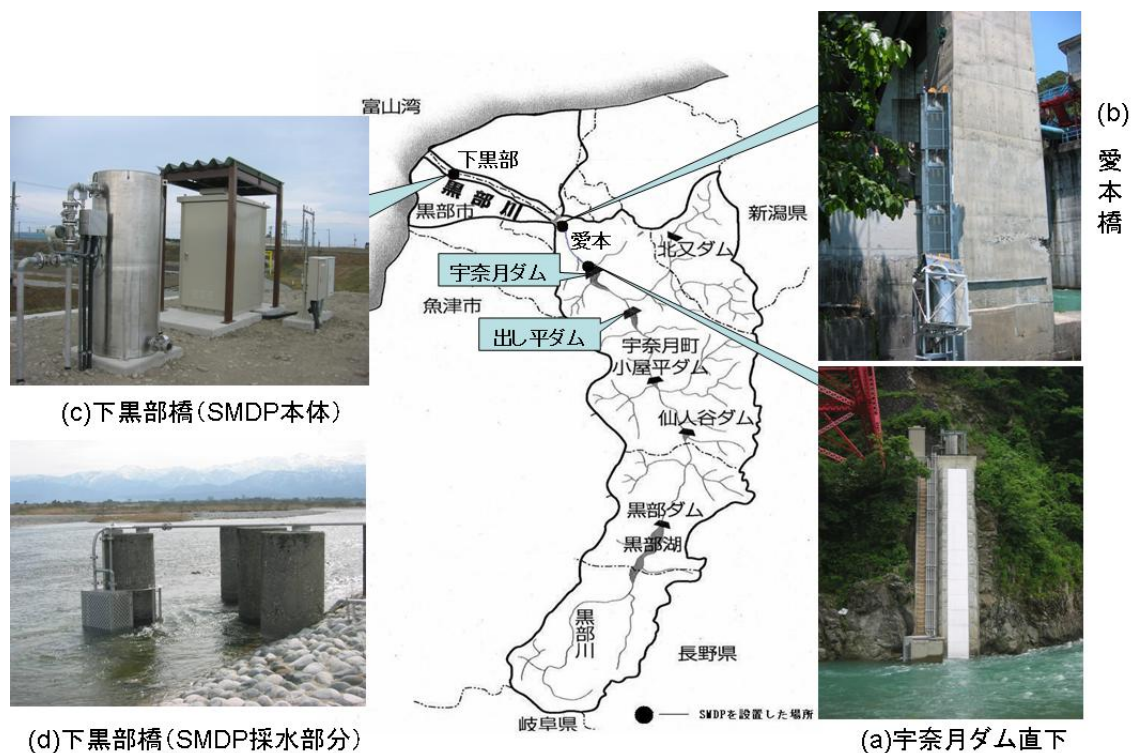 富山湾
下黒部
黒部川
黒部市
愛本
新潟県
北又ダム
宇奈月ダム
魚津市
出し平ダム
宇奈月町
小屋平ダム
仙人谷ダム
黒部ダム
黒部湖
黒部川
長野県
岐阜県
SMDPを設置した場所
(b)
愛本橋
(c)下黒部橋(SMDP本体)
(d)下黒部橋(SMDP採水部分)
(a)宇奈月ダム直下